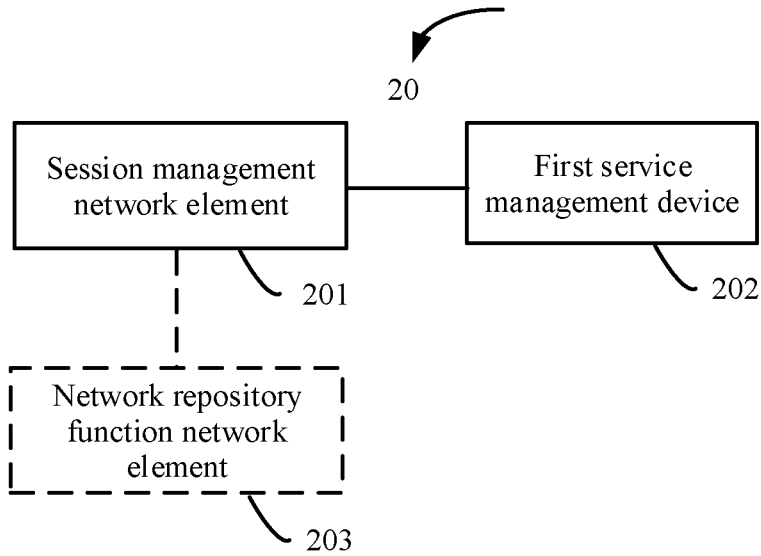 20
Session management
network element
First service
management device
201
202
Network repository
function network
element
203